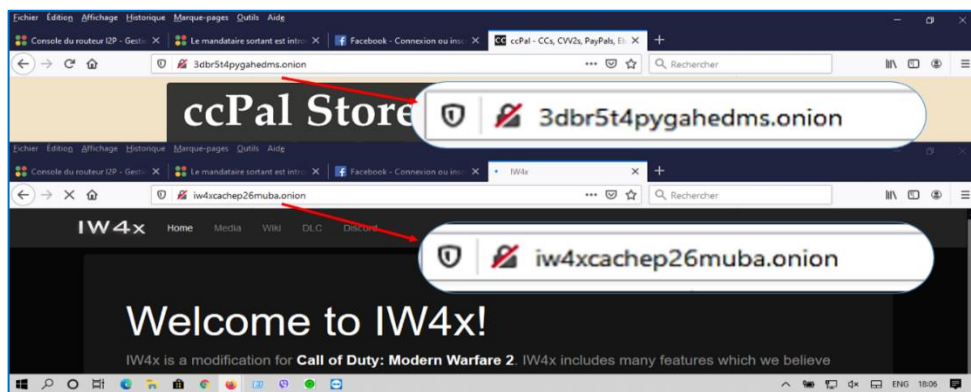 Fichier Édition Affichage Historique Marque-pages Outils Aide
Console du routeur I2P - Gesti Le mandataire sortant est intro Facebook - Connexion ou insc CC ccPal - CCs, CVV2s, PayPals, E
3dbr5t4pygahedms.onion Rechercher
ccPal Store
3dbr5t4pygahedms.onion
Fichier Édition Affichage Historique Marque-pages Outils Aide
Console du routeur I2P - Gesti Le mandataire sortant est intro Facebook - Connexion ou insc IW4x
iw4xcachep26muba.onion Rechercher
IW4x Home Media Wiki DLC Discord
iw4xcachep26muba.onion
Welcome to IW4x!
IW4x is a modification for Call of Duty: Modern Warfare 2. IW4x includes many features which we believe
ENG 18:06